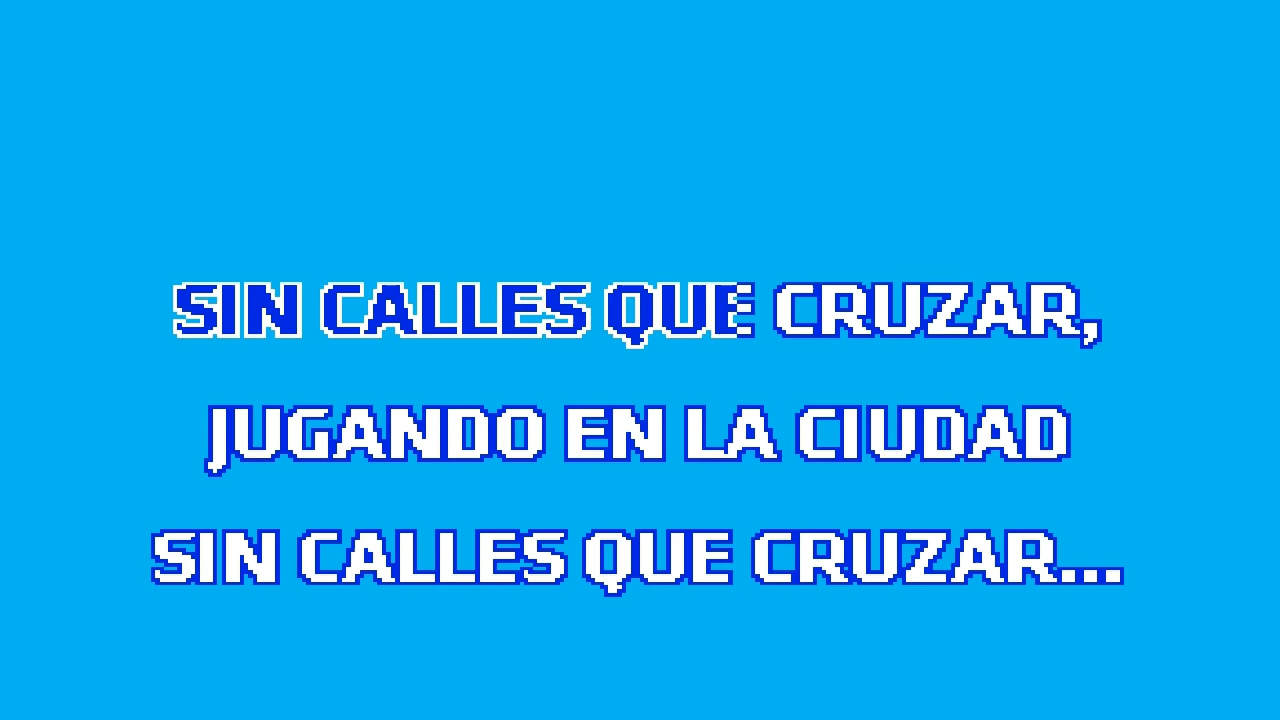 SIN CALLES QUE CRUZAR,
JUGANDO EN LA CIUDAD
SIN CALLES QUE CRUZAR...